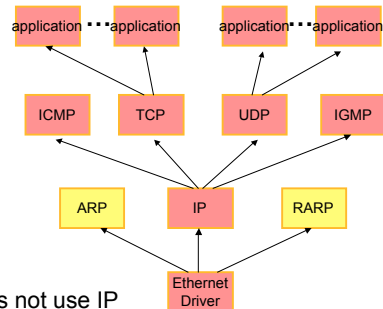 application ... application application ... application
ICMP TCP UDP IGMP
ARP IP RARP
Ethernet
Driver
not use IP